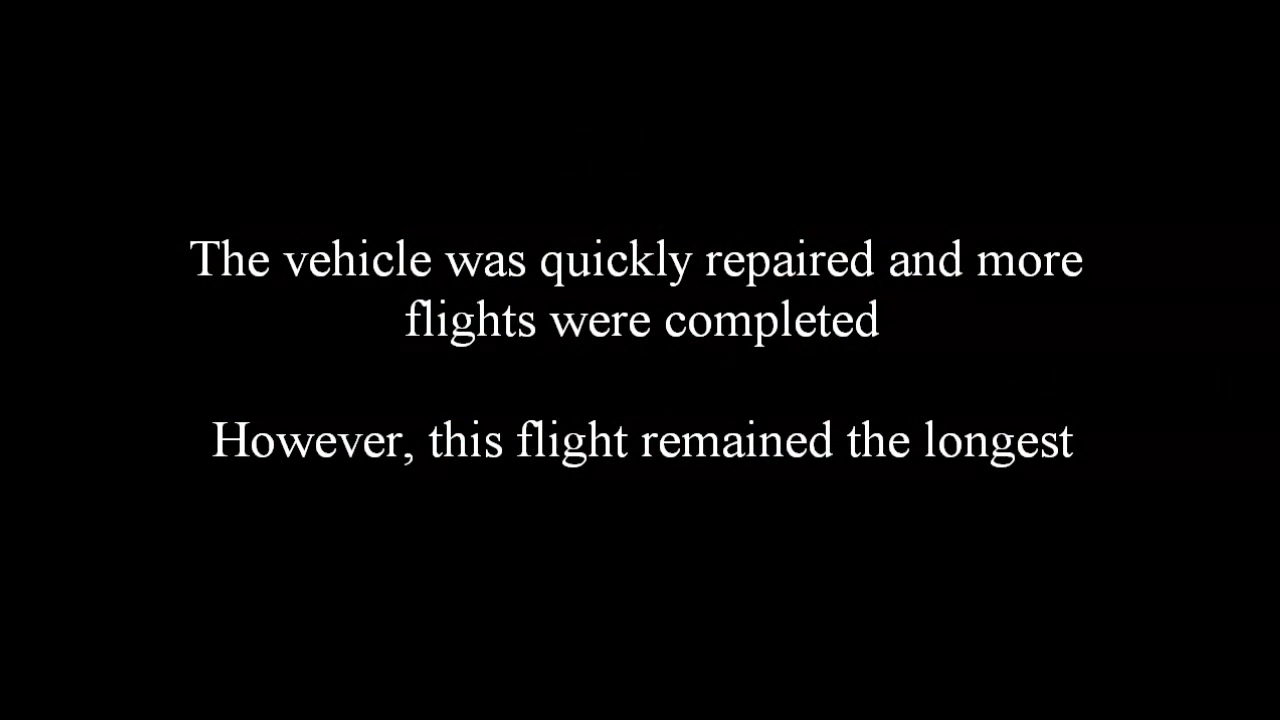 The vehicle was quickly repaired and more
flights were completed
However, this flight remained the longest